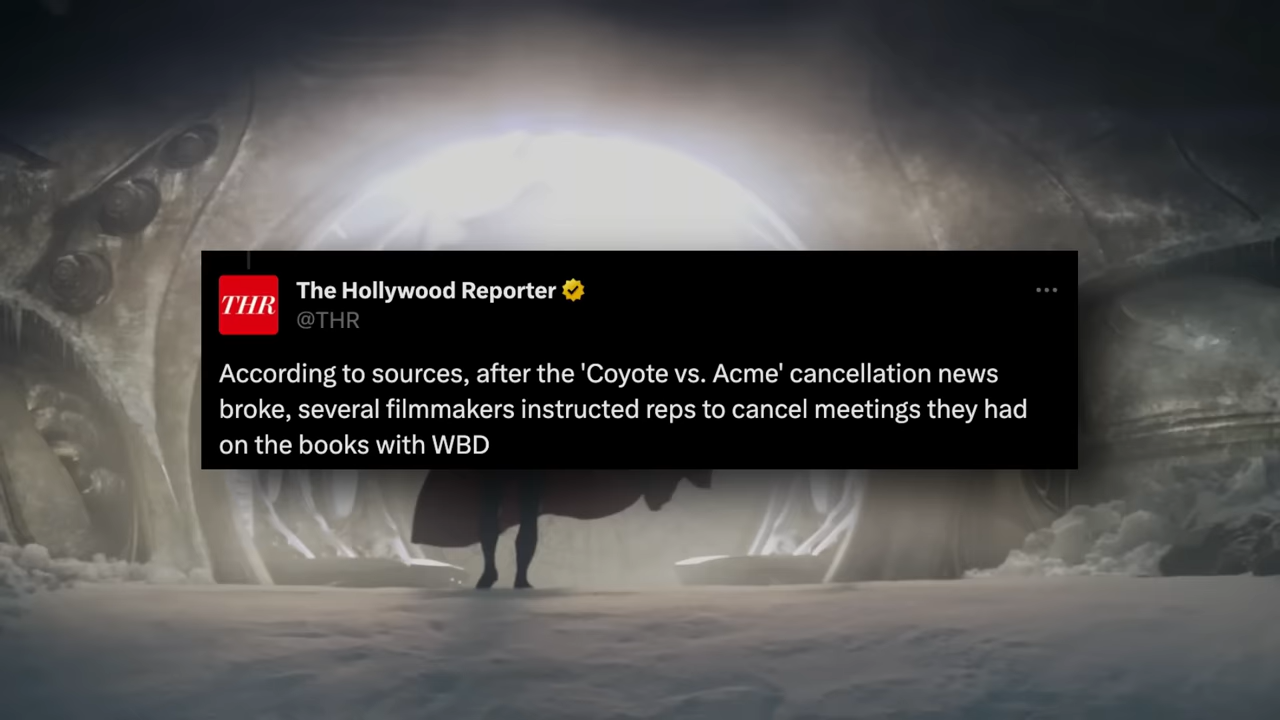 THR
The Hollywood Reporter
@THR
According to sources, after the 'Coyote vs. Acme' cancellation news
broke, several filmmakers instructed reps to cancel meetings they had
on the books with WBD